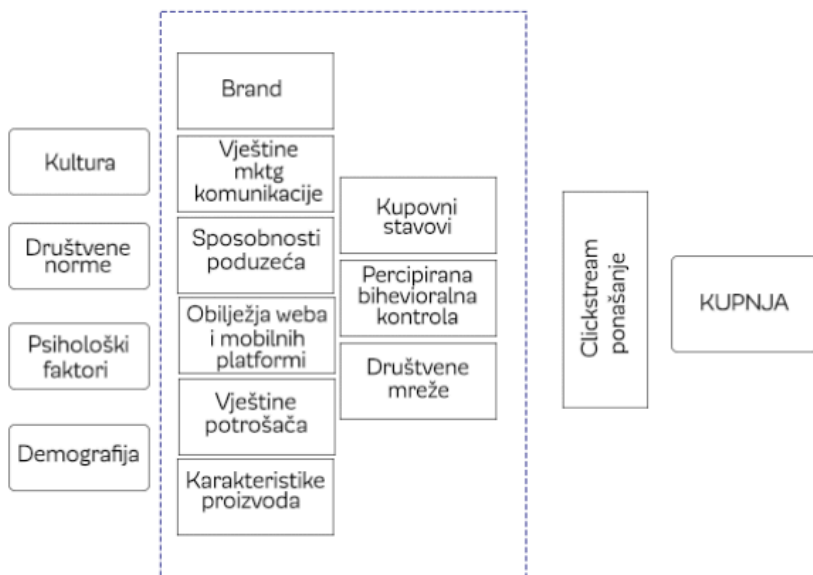 Kultura
Društvene
norme
Psihološki
faktori
Demografija
Brand
Vještine
mktg
komunikacije
Sposobnosti
poduzeća
Obilježja weba
i mobilnih
platformi
Vještine
potrošača
Karakteristike
proizvoda
Kupovni
stavovi
Percipirana
bihevioralna
kontrola
Društvene
mreže
Clickstream
ponašanje
KUPNJA